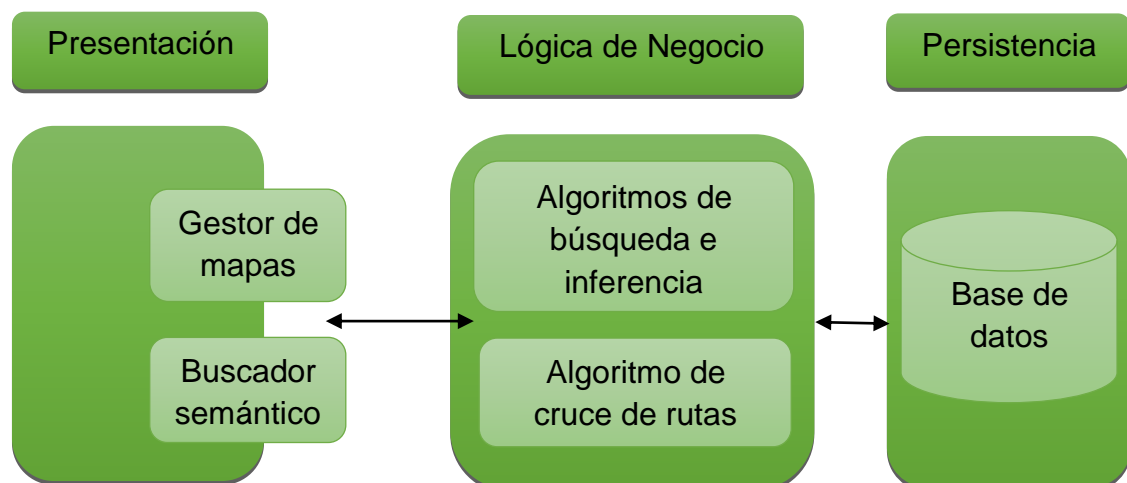 Presentación
Lógica de Negocio
Persistencia
Gestor de
mapas
Buscador
semántico
Algoritmos de
búsqueda e
inferencia
Algoritmo de
cruce de rutas
Base de
datos